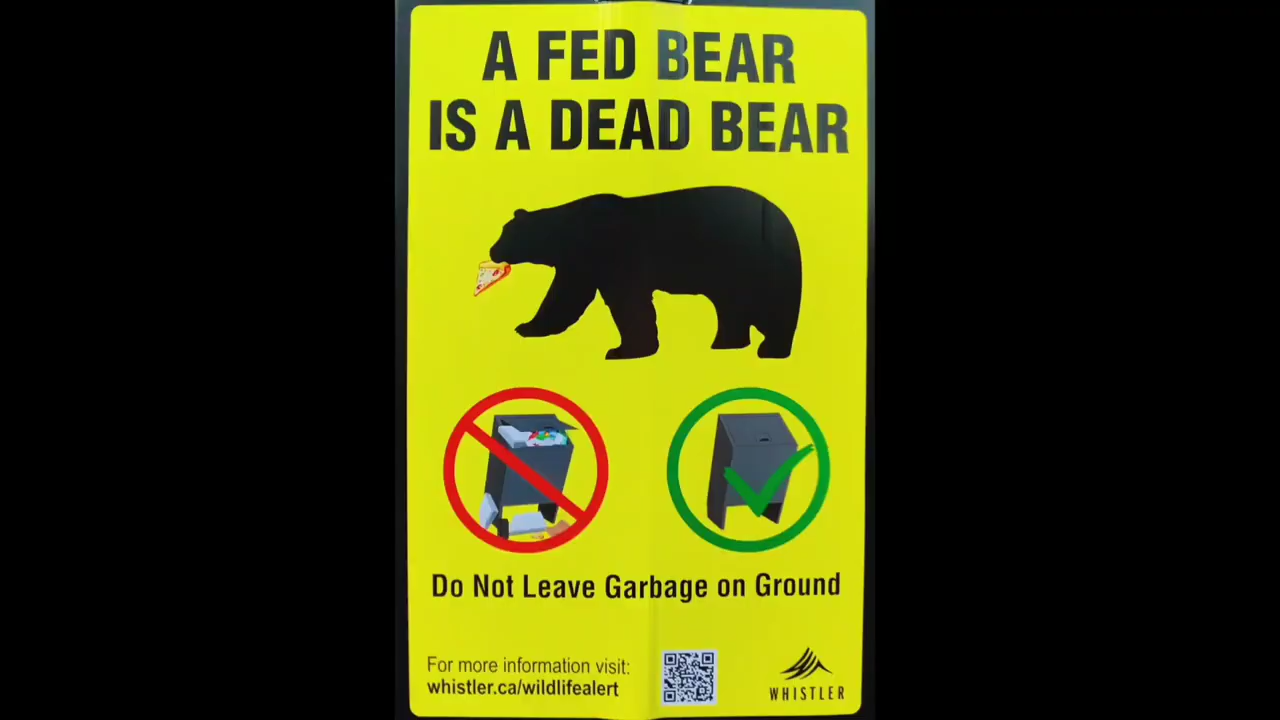 A FED BEAR
IS A DEAD BEAR
Do Not Leave Garbage on Ground
For more information visit:
whistler.ca/wildlifealert
WHISTLER